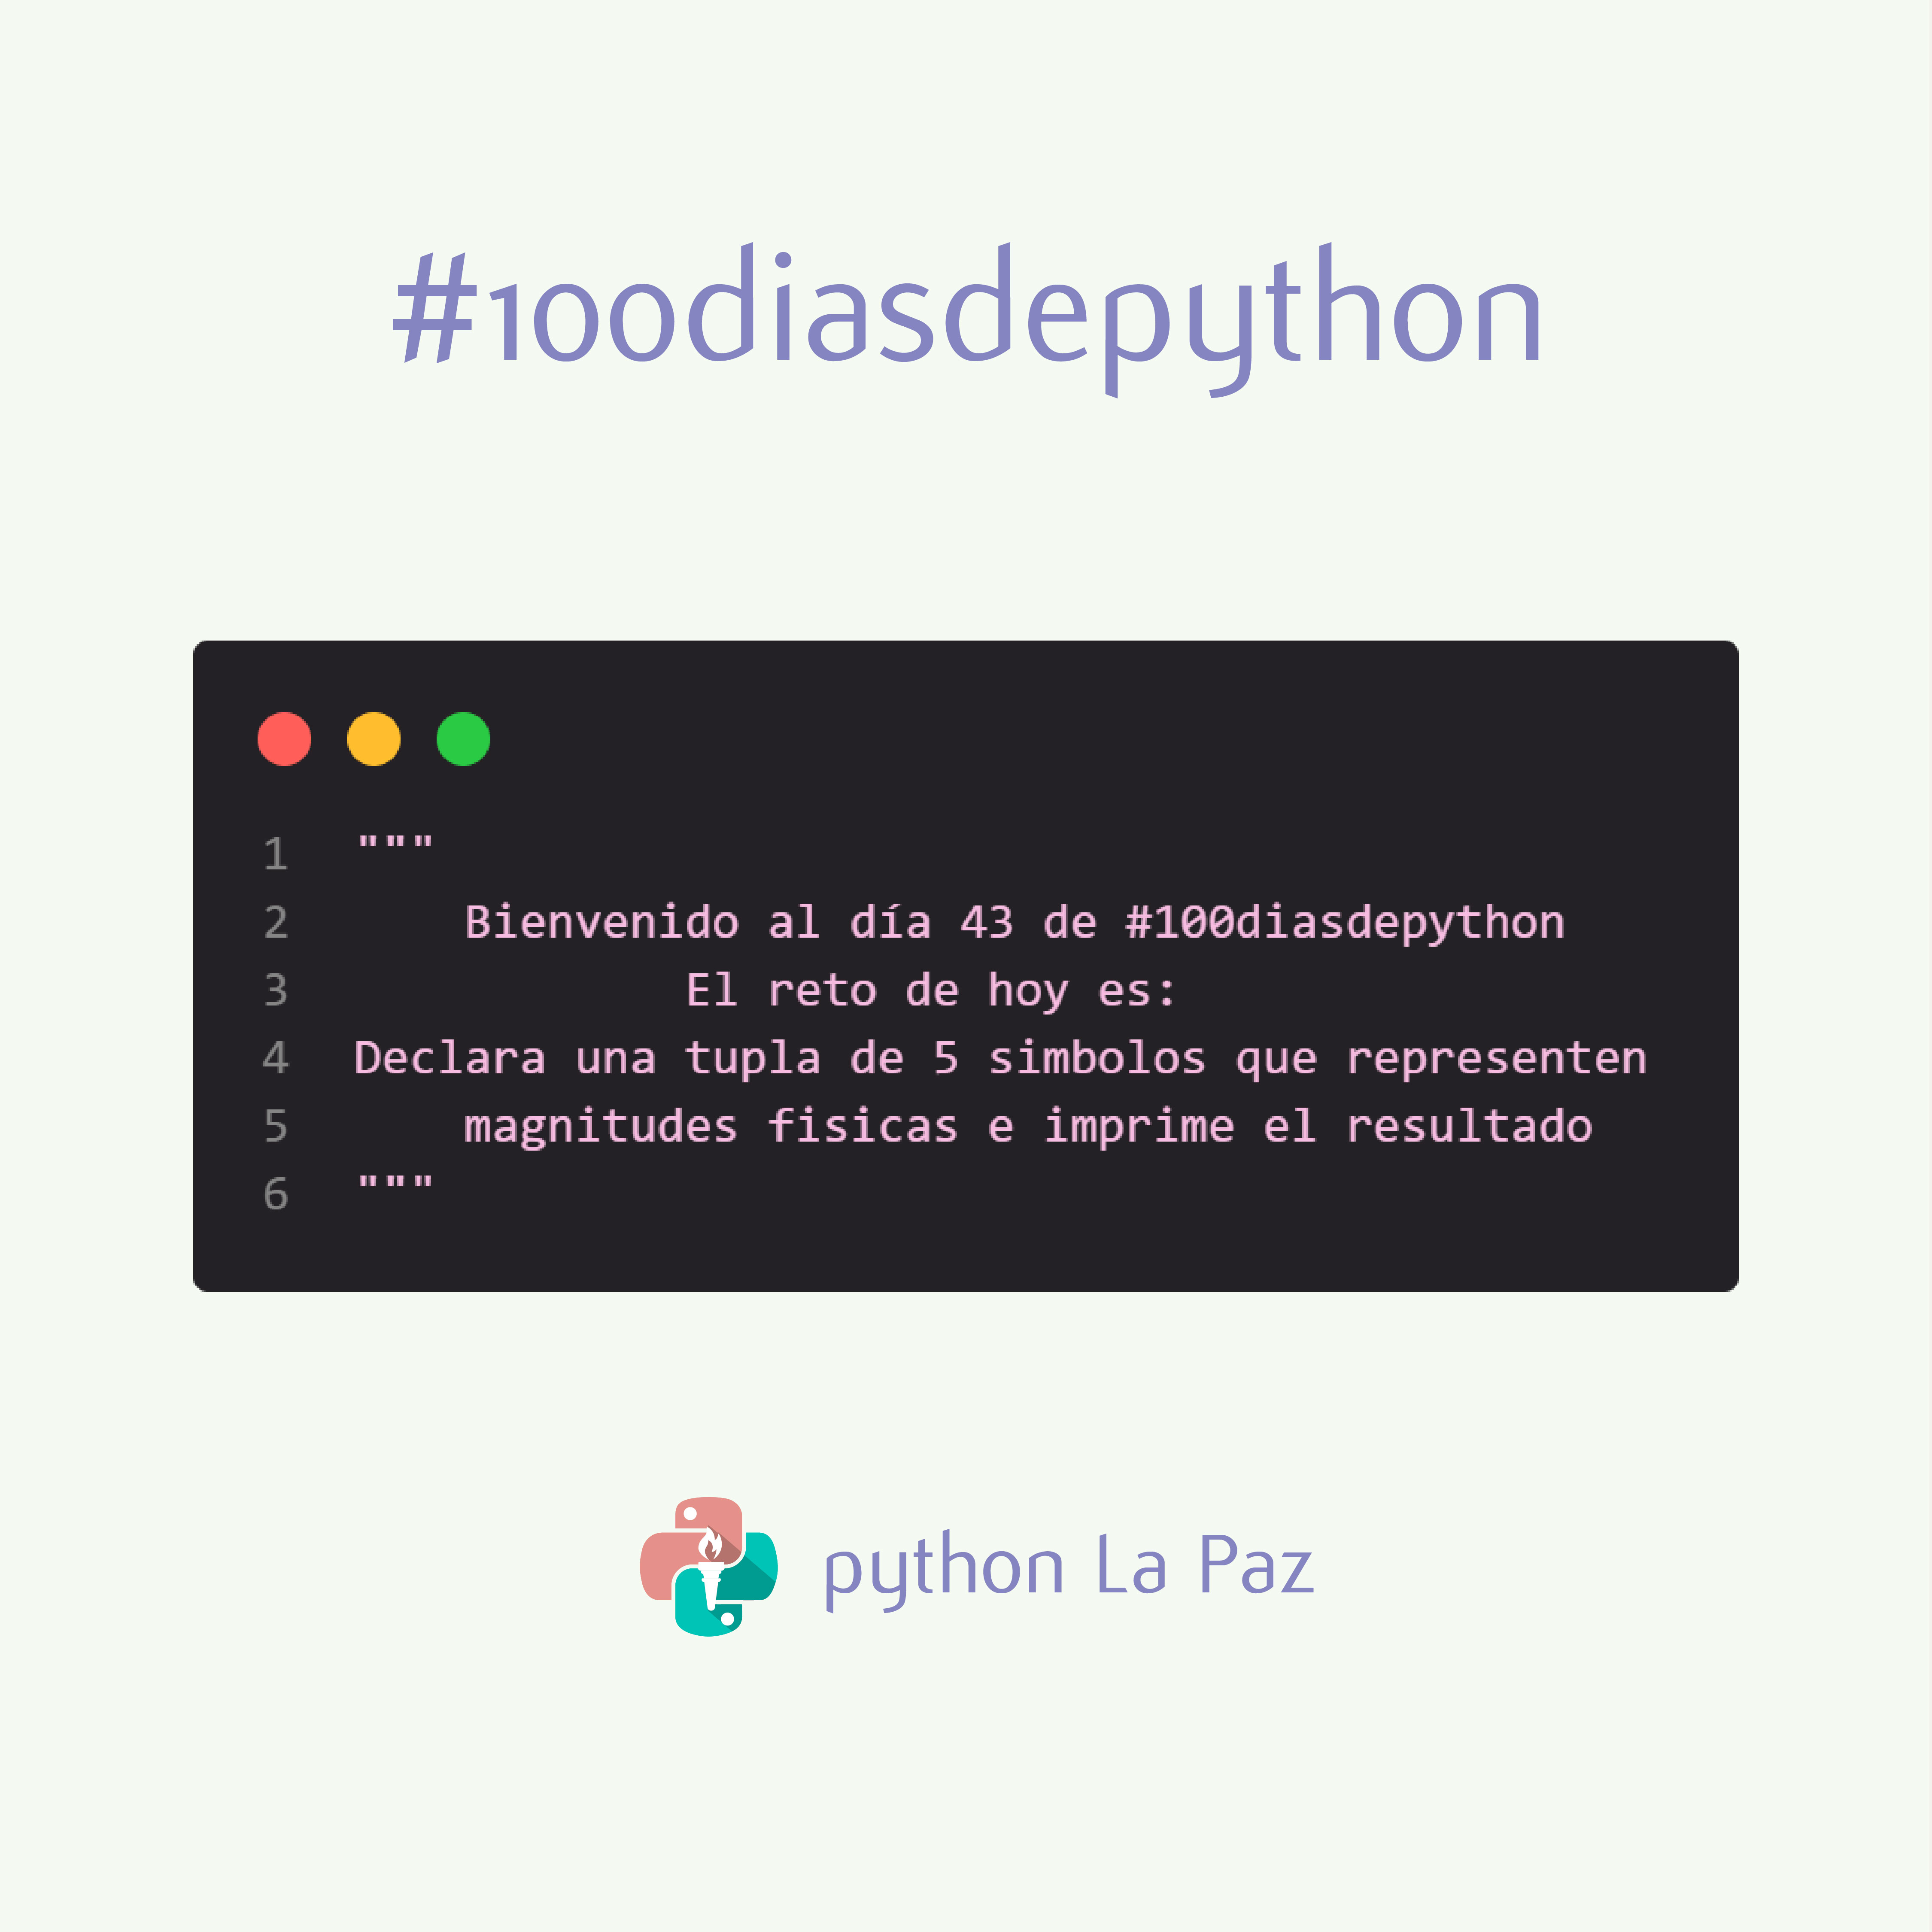 #100diasdepython
1 """
2 Bienvenido al día 43 de #100diasdepython
3 El reto de hoy es:
4 Declara una tupla de 5 simbolos que representen
5 magnitudes fisicas e imprime el resultado
6 """
python La Paz